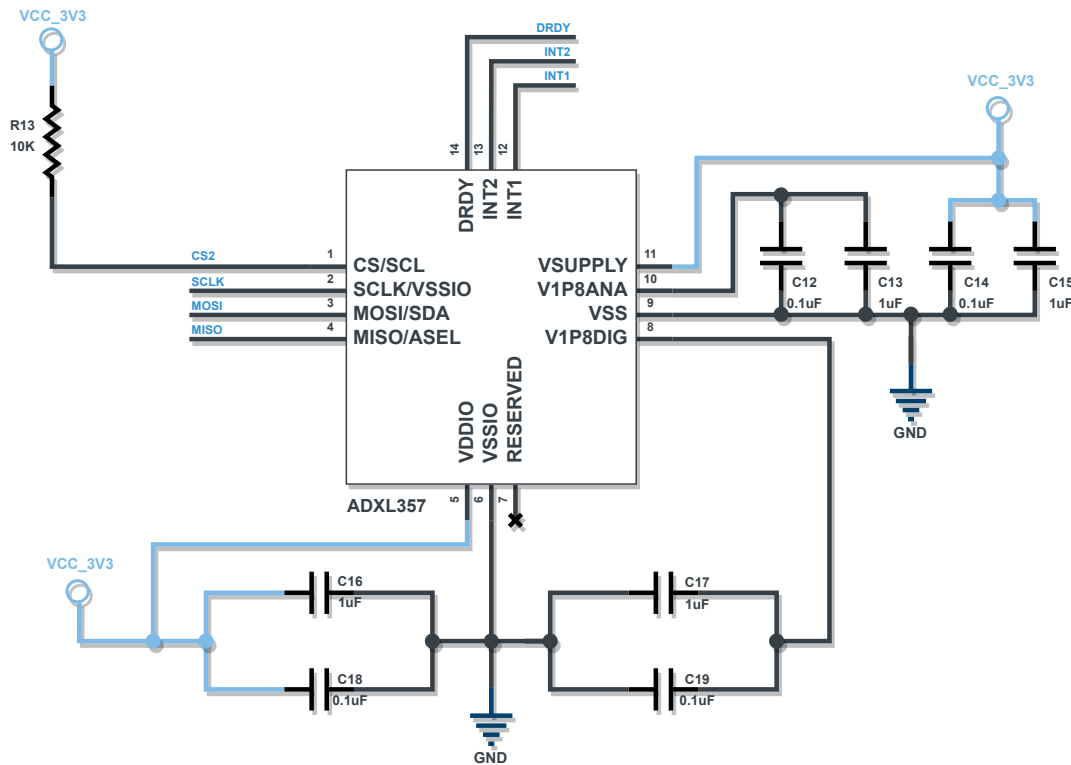 VCC_3V3
DRDY
INT2
INT1
VCC_3V3
R13
10K
14
13
12
DRDY
INT2
INT1
CS2
1
CS/SCL
VSUPPLY
11
SCLK
2
SCLK/VSSIO
V1P8ANA
10
MOSI
3
MOSI/SDA
VSS
9
MISO
4
MISO/ASEL
V1P8DIG
8
C12
0.1uF
C13
1uF
C14
0.1uF
C15
1uF
GND
VDDIO
VSSIO
RESERVED
ADXL357
5
6
7
VCC_3V3
C16
1uF
C17
1uF
C18
0.1uF
C19
0.1uF
GND